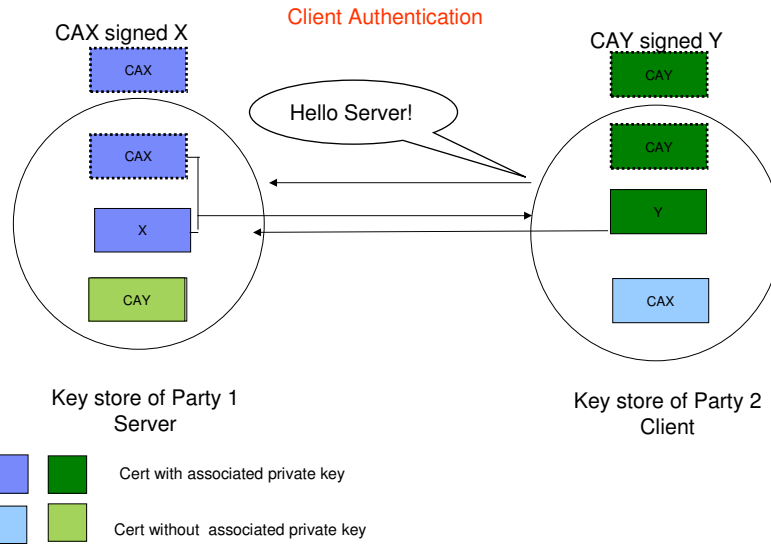 Client Authentication
CAX signed X
CAY signed Y
CAX
CAY
Hello Server!
CAX
CAY
X
Y
CAY
CAX
Key store of Party 1
Server
Key store of Party 2
Client
Cert with associated private key
Cert without  associated private key